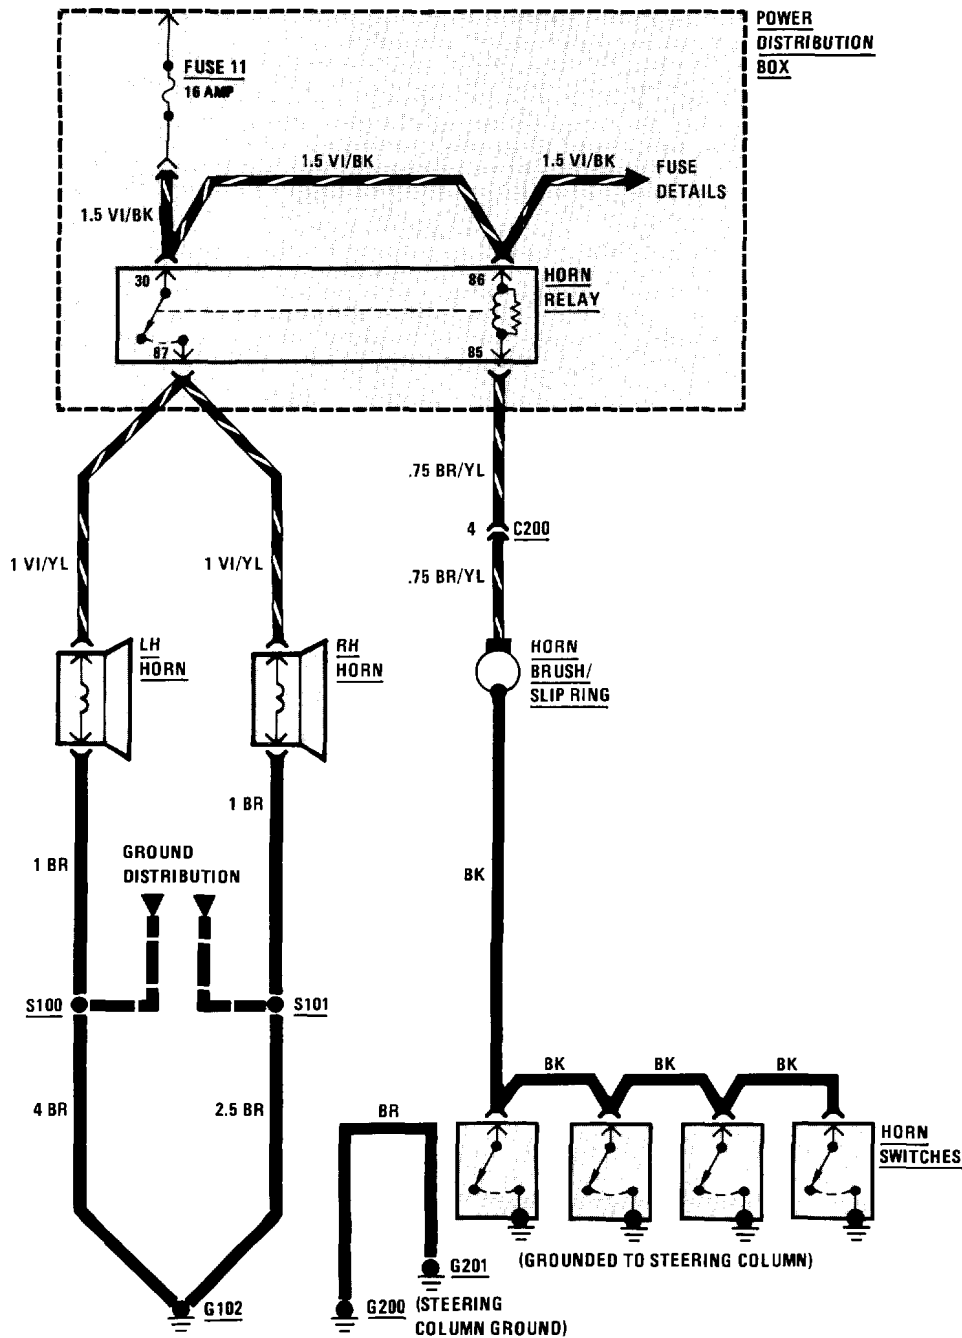 POWER
DISTRIBUTION
BOX
FUSE 11
16 AMP
1.5 VI/BK
1.5 VI/BK
FUSE
DETAILS
1.5 VI/BK
30
86
HORN
RELAY
87
85
.75 BR/YL
4
C200
1 VI/YL
1 VI/YL
.75 BR/YL
LH
HORN
RH
HORN
HORN
BRUSH/
SLIP RING
1 BR
1 BR
GROUND
DISTRIBUTION
BK
S100
S101
BK
BK
BK
4 BR
2.5 BR
BR
HORN
SWITCHES
G201
(GROUNDED TO STEERING COLUMN)
G102
G200
(STEERING
COLUMN GROUND)